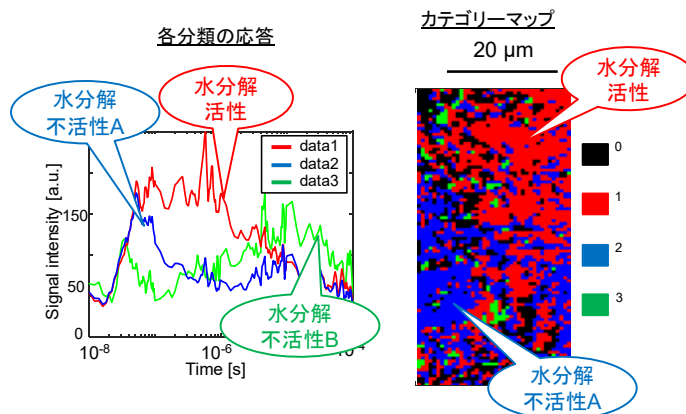 各分類の応答
カテゴリーマップ
20 μm
水分解
不活性A
水分解
活性
水分解
活性
data1
data2
data3
Signal intensity [a.u.]
150
50
0
10-8
10-6
10-4
Time [s]
水分解
不活性B
水分解
不活性A
0
1
2
3